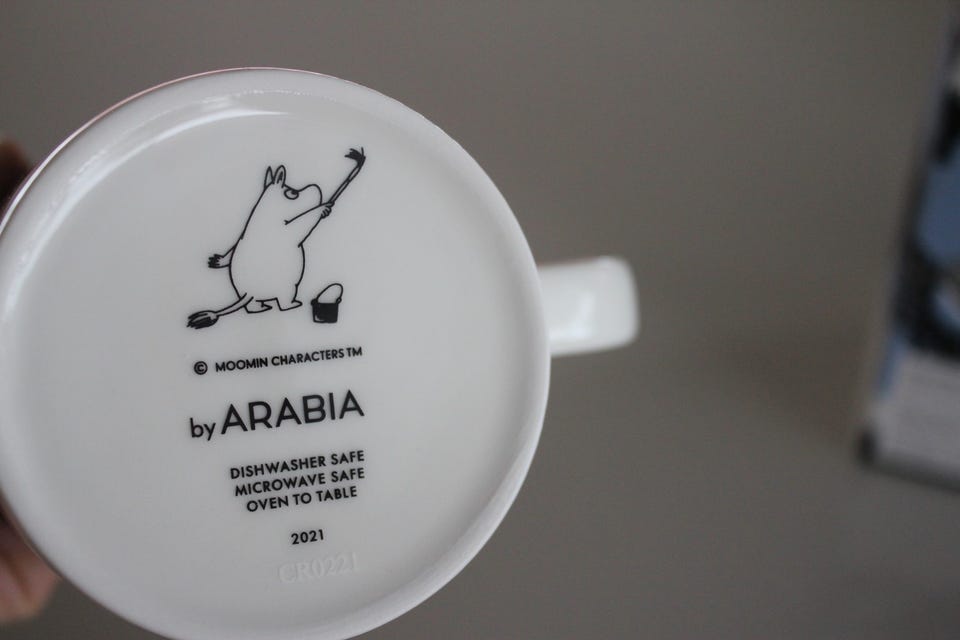 © MOOMIN CHARACTERS TM
by ARABIA
DISHWASHER SAFE
MICROWAVE SAFE
OVEN TO TABLE
2021
CR0221